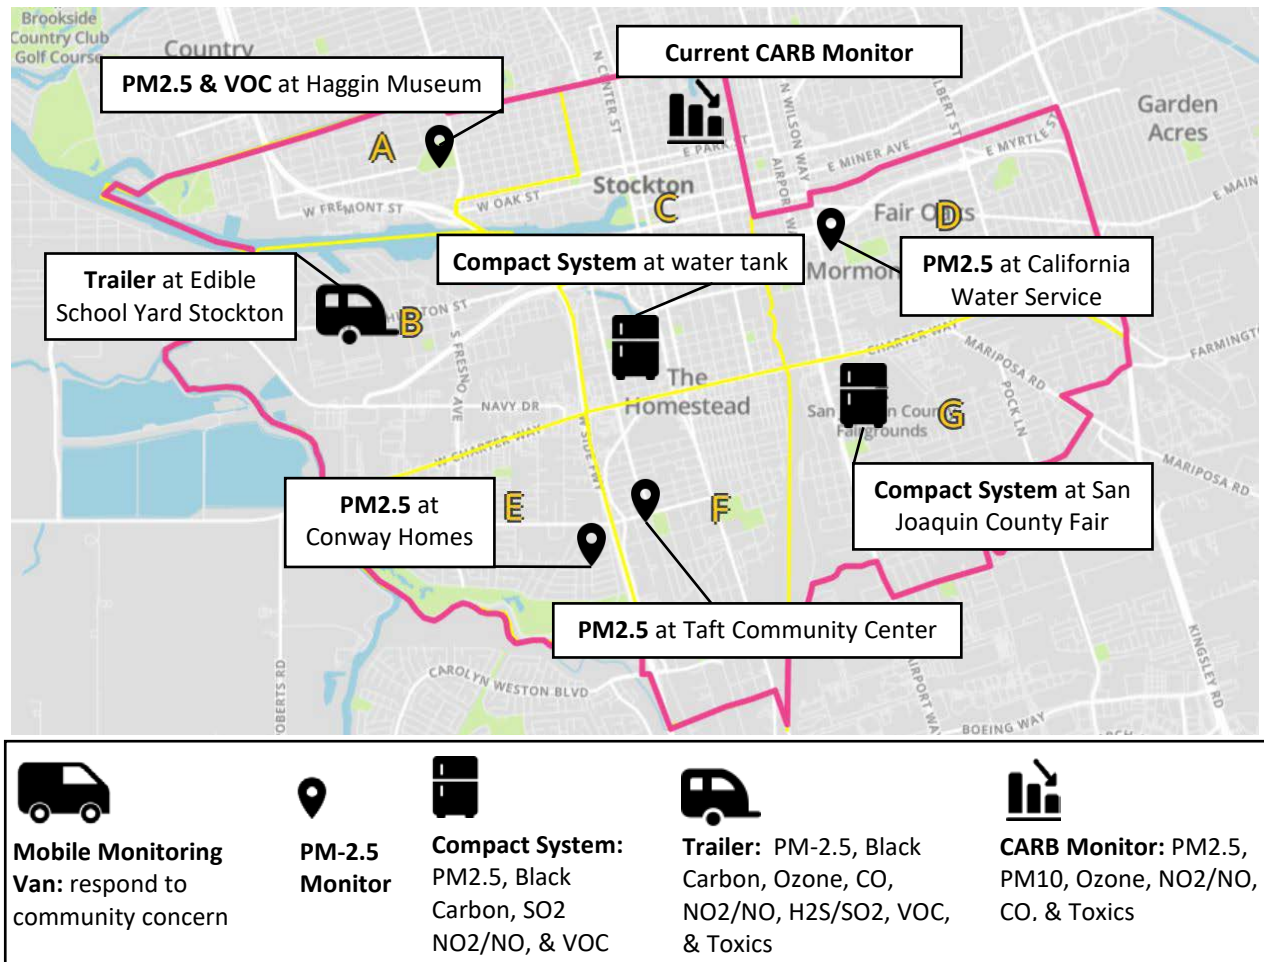 Brookside
Country Club
Golf Course
Country
PM2.5 & VOC at Haggin Museum
Current CARB Monitor
N CENTER ST
N WILSON WAY
Garden
Acres
A
E PARK ST
AIRPORT WA
E MINER AVE
E MYRTLE ST
E MAIN
Stockton
W FREMONT ST
W OAK ST
C
Fair Oaks
D
Trailer at Edible
School Yard Stockton
Compact System at water tank
Mormon
PM2.5 at California
Water Service
B
S FRESNO AVE
CHARTER WAY
MARIPOSA RD
FARMINGT
The
Homestead
NAVY DR
POCK LN
G
Fairgrounds
W CHARTER WAY
W SIDE FWY
MARIPOSA RD
PM2.5 at
Conway Homes
E
F
Compact System at San
Joaquin County Fair
PM2.5 at Taft Community Center
CAROLYN WESTON BLVD
OBERTS RD
IRPORT WAY
KINGSLEY RD
BOEING WAY
Mobile Monitoring
Van: respond to
community concern
PM-2.5
Monitor
Compact System:
PM2.5, Black
Carbon, SO2
NO2/NO, & VOC
Trailer: PM-2.5, Black
Carbon, Ozone, CO,
NO2/NO, H2S/SO2, VOC,
& Toxics
CARB Monitor: PM2.5,
PM10, Ozone, NO2/NO,
CO, & Toxics